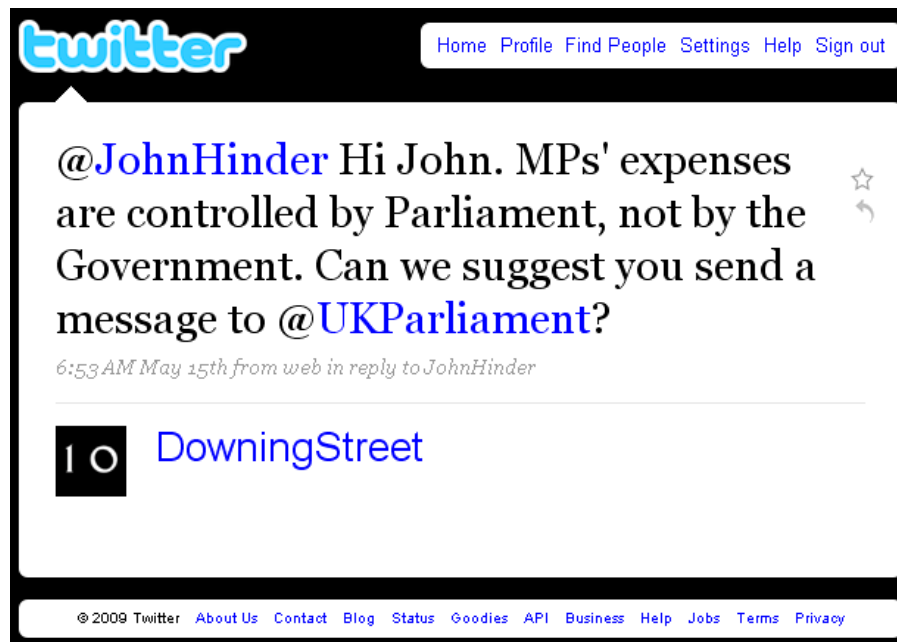 twitter
Home Profile Find People Settings Help Sign out
@JohnHinder Hi John. MPs' expenses
are controlled by Parliament, not by the
Government. Can we suggest you send a
message to @UKParliament?
6:53 AM May 15th from web in reply to JohnHinder
10
DowningStreet
© 2009 Twitter About Us Contact Blog Status Goodies API Business Help Jobs Terms Privacy